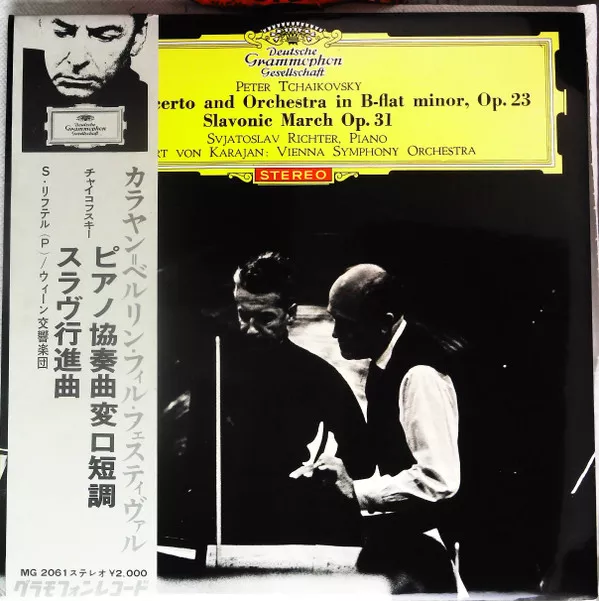 Deutsche
Grammophon
Gesellschaft
PETER TCHAIKOVSKY
certo and Orchestra in B-flat minor, Op. 23
Slavonic March Op. 31
SVJATOSLAV RICHTER, PIANO
RT VON KARAJAN: VIENNA SYMPHONY ORCHESTRA
STEREO
Deutsche
Grammophon
Gesellschaft
カラヤン=ベルリン・フィル・フェスティヴァル
チャイコフスキー
ピアノ協奏曲変ロ短調
スラヴ行進曲
S・リフテル(P)/ウィーン交響楽団
MG 2061ステレオ¥2,000
グラモフォンレコード